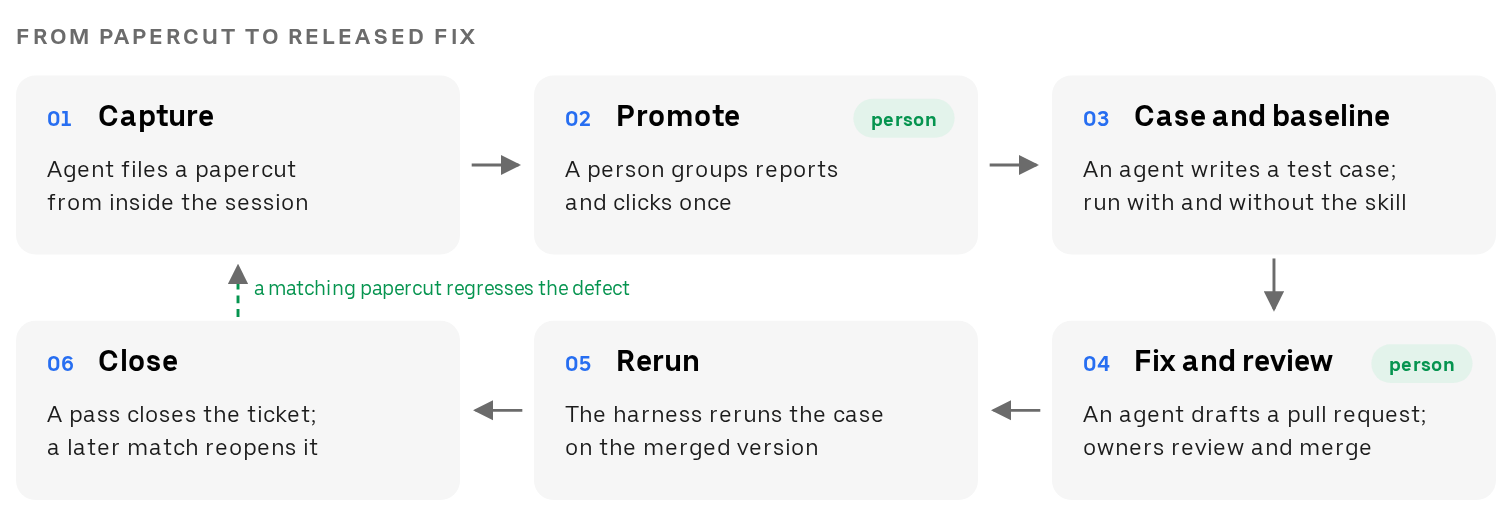 FROM PAPERCUT TO RELEASED FIX
01 Capture
Agent files a papercut
from inside the session
02 Promote person
A person groups reports
and clicks once
03 Case and baseline
An agent writes a test case;
run with and without the skill
a matching papercut regresses the defect
04 Fix and review person
An agent drafts a pull request;
owners review and merge
05 Rerun
The harness reruns the case
on the merged version
06 Close
A pass closes the ticket;
a later match reopens it